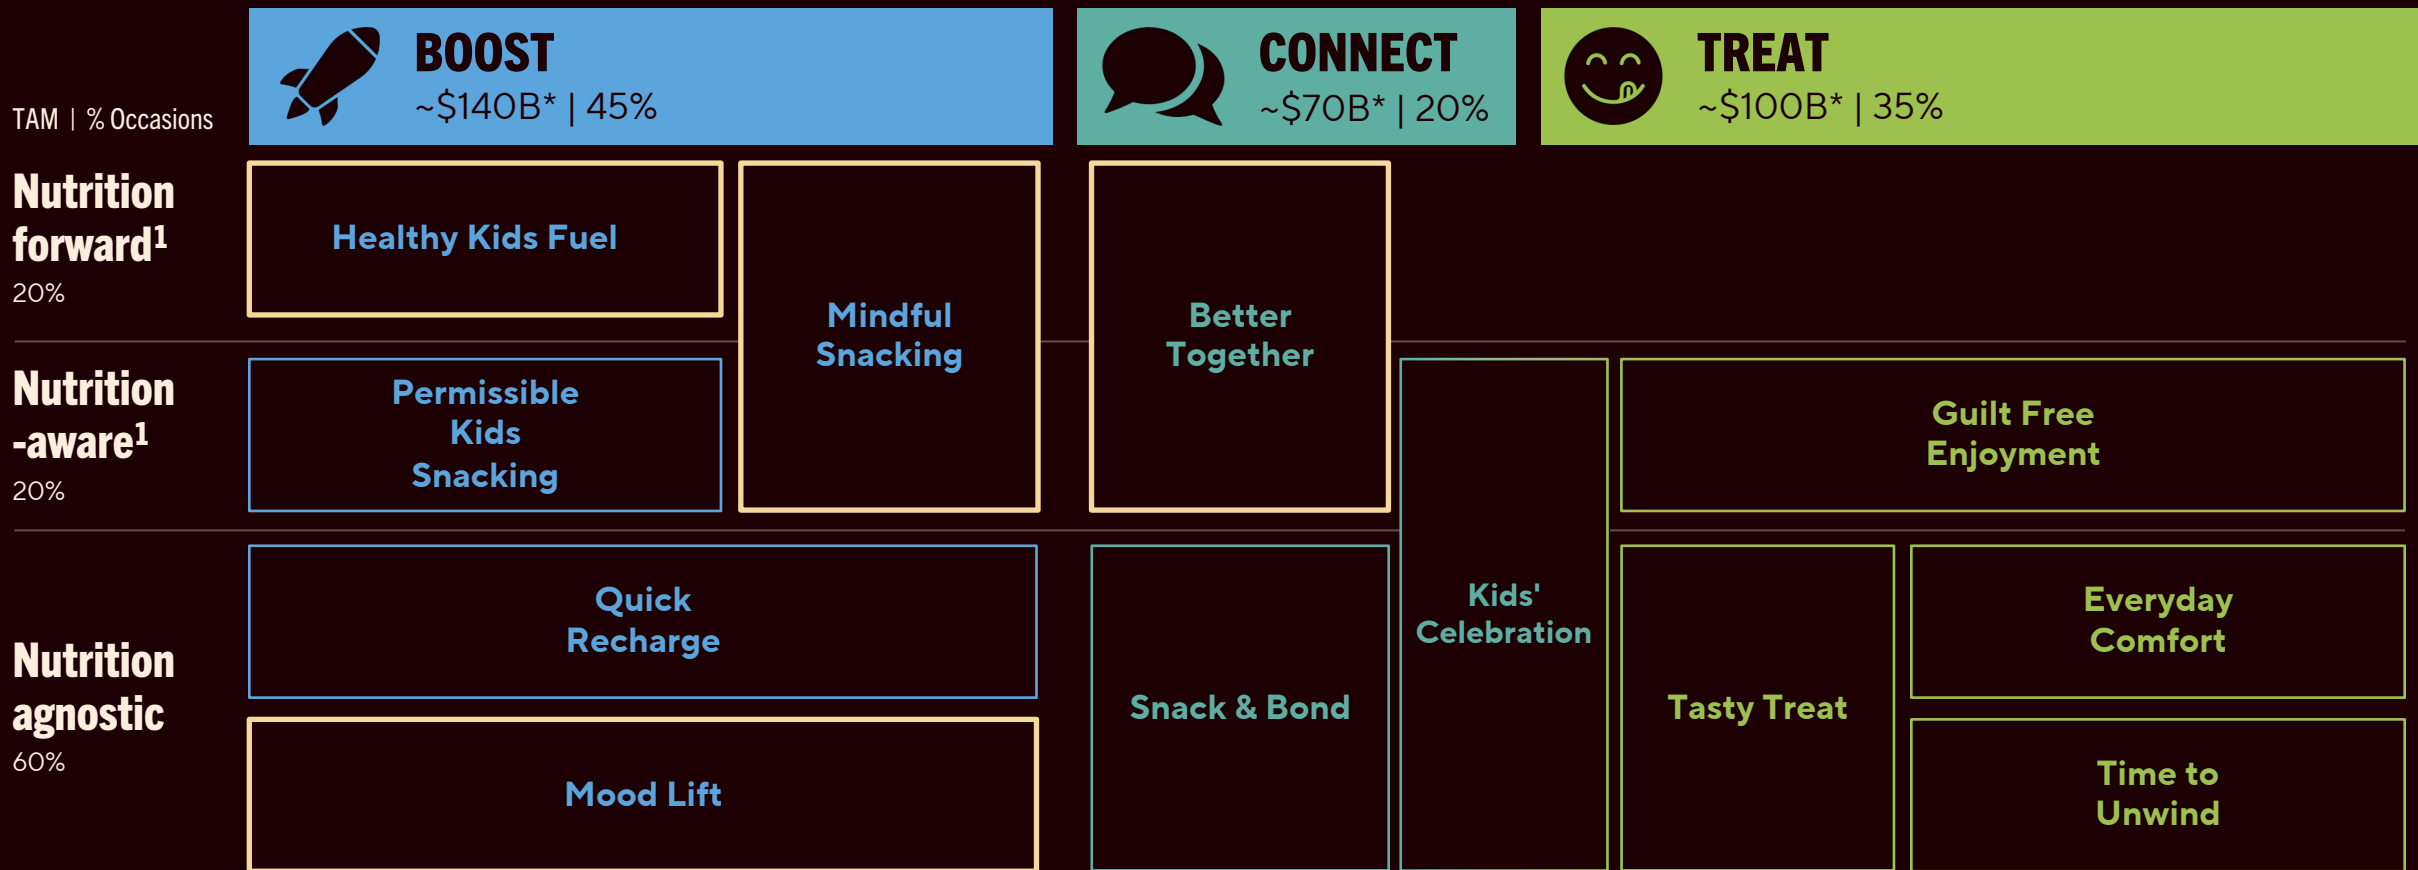 BOOST
~$140B* | 45%
CONNECT
~$70B* | 20%
TREAT
~$100B* | 35%
TAM | % Occasions
Nutrition
forward¹
20%
Healthy Kids Fuel
Mindful
Snacking
Better
Together
Nutrition
-aware¹
20%
Permissible
Kids
Snacking
Guilt Free
Enjoyment
Nutrition
agnostic
60%
Quick
Recharge
Mood Lift
Snack & Bond
Kids'
Celebration
Tasty Treat
Everyday
Comfort
Time to
Unwind